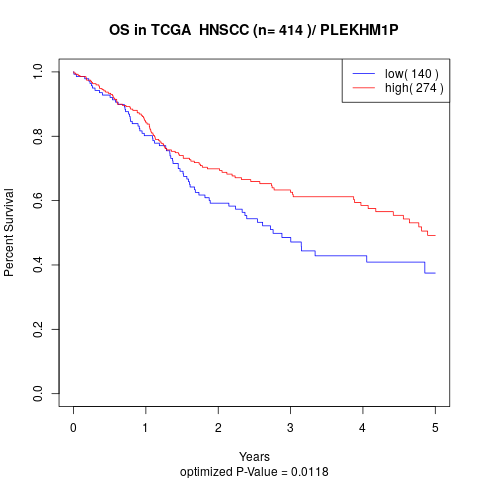 OS in TCGA  HNSCC (n= 414 )/ PLEKHM1P
low( 140 )
high( 274 )
Percent Survival
1.0
0.8
0.6
0.4
0.2
0.0
0 1 2 3 4 5
Years
optimized P-Value = 0.0118